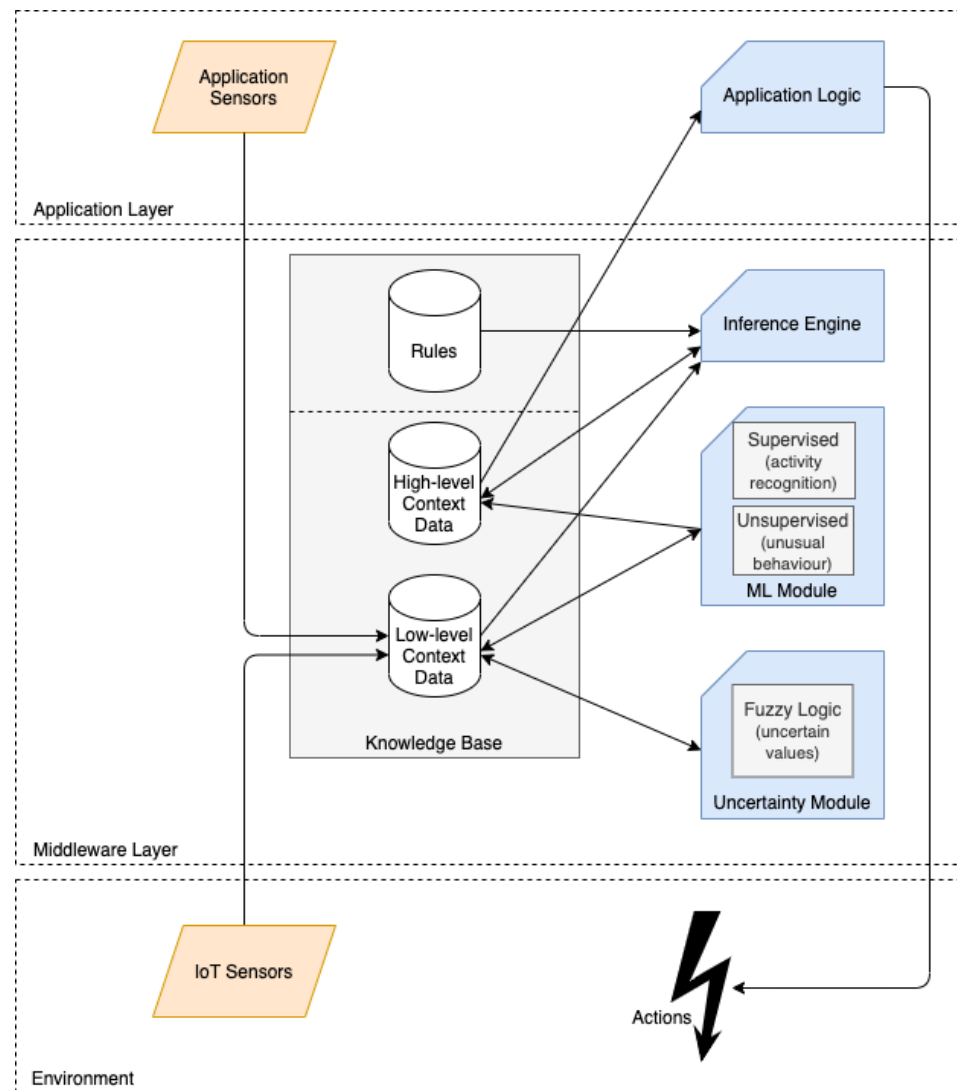 Application
Sensors
Application Logic
Application Layer
Rules
Inference Engine
High-level
Context
Data
Supervised
(activity
recognition)
Unsupervised
(unusual
behaviour)
ML Module
Low-level
Context
Data
Knowledge Base
Fuzzy Logic
(uncertain
values)
Uncertainty Module
Middleware Layer
IoT Sensors
Actions
Environment